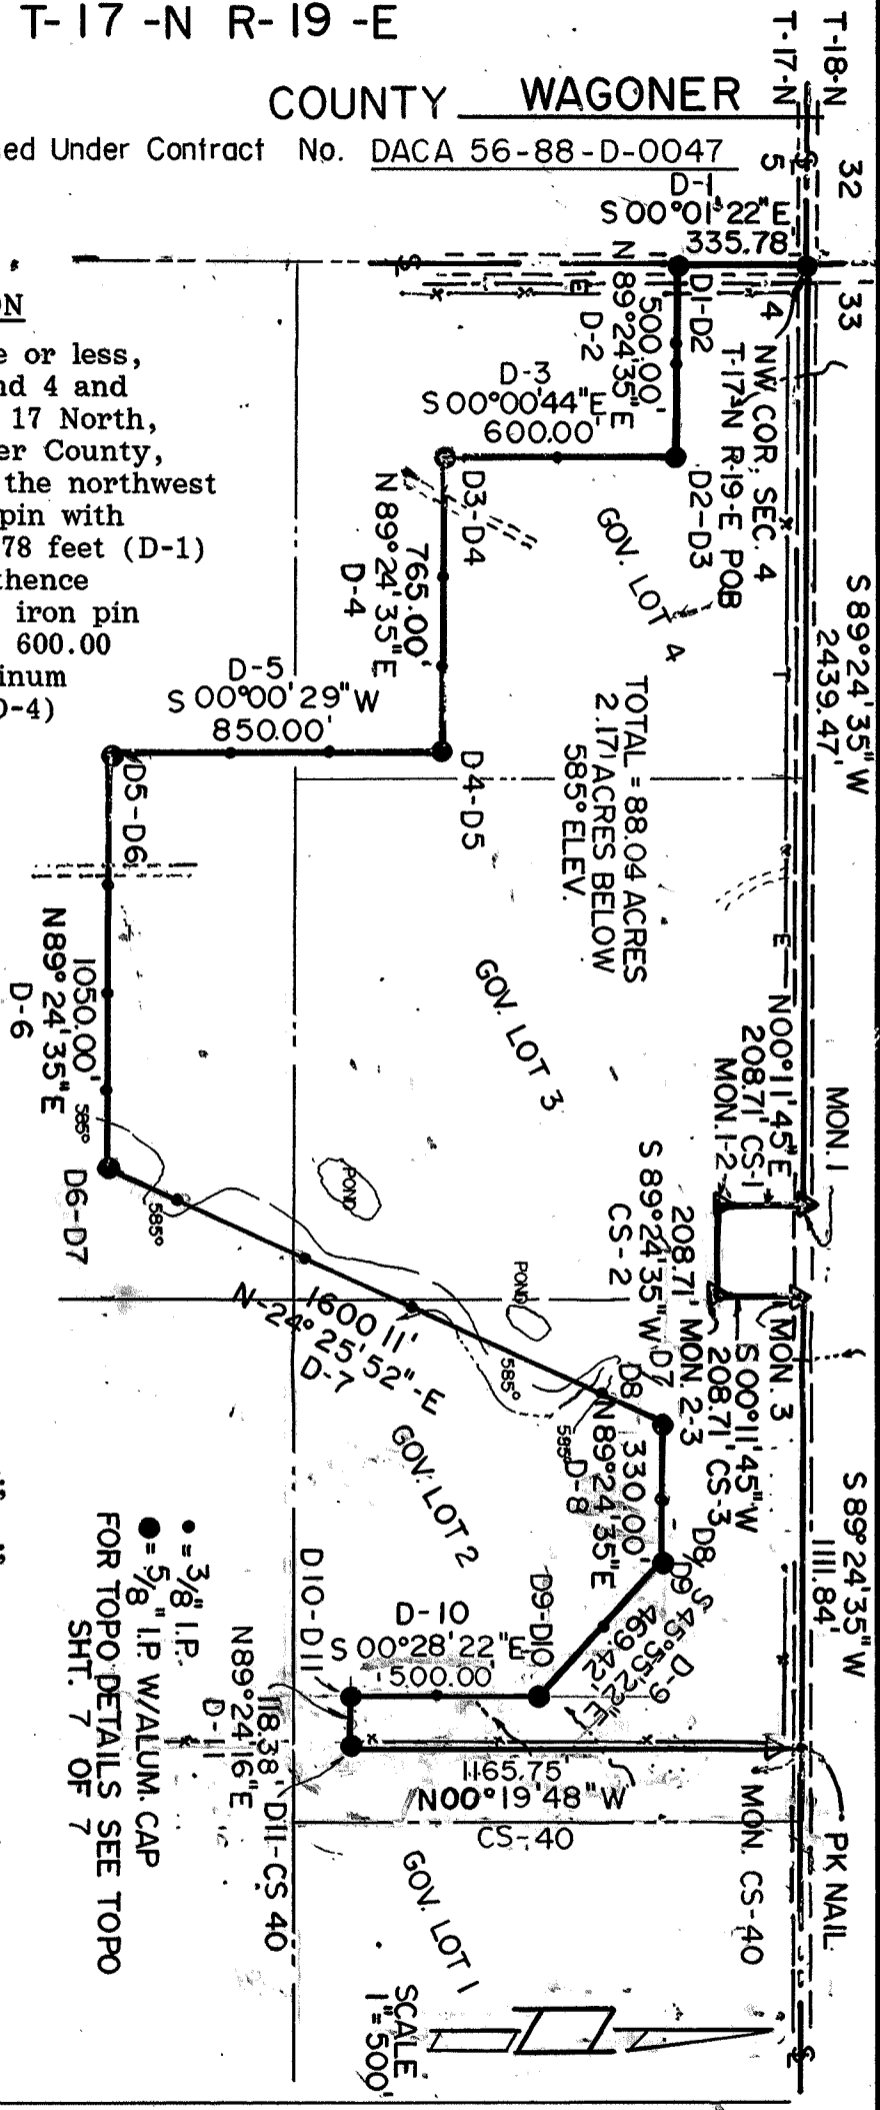 T-17-N R-19-E
COUNTY WAGONER
ed Under Contract No. DACA 56-88-D-0047
T-18-N
T-17-N
32
5
33
4
D-1
S 00°01'22"E
335.78'
D1-D2
N 89°24'35"E
500.00'
D-2
NW COR. SEC. 4
T-17-N R-19-E POB
D-3
S 00°00'44"E
600.00'
D2-D3
D3-D4
GOV. LOT 4
765.00'
N 89°24'35"E
D-4
S 89°24'35"W
2439.47'
ON
e or less,
nd 4 and
17 North,
er County,
the northwest
pin with
78 feet (D-1)
thence
iron pin
600.00
inum
D-4)
D-5
S 00°00'29"W
850.00'
D4-D5
D5-D6
TOTAL = 88.04 ACRES
2.171 ACRES BELOW
585° ELEV.
GOV. LOT 3
1050.00'
N89°24'35"E
D-6
585°
D6-D7
585°
POND
POND
N00°11'45"E
208.71' CS-1
MON. 1-2
MON. 1
S 89°24'35"W
CS-2
208.71' MON. 2-3
S 00°11'45"W
208.71' CS-3
MON. 3
1600.11'
N-24°25'52"-E
D-7
585°
585°
D7
D8
330.00'
N89°24'35"E
D-8
D8
D9
S 45°55'22"E
469.42'
D-9
D9-D10
S 89°24'35"W
1111.84'
GOV. LOT 2
D-10
S 00°28'22"E
500.00'
D10-D11
118.38' D11-CS 40
N89°24'16"E
D-11
1165.75'
N00°19'48"W
CS-40
MON. CS-40
PK NAIL
GOV. LOT 1
• = 3/8" I.P.
● = 5/8" I.P. W/ALUM. CAP
FOR TOPO DETAILS SEE TOPO
SHT. 7 OF 7
SCALE
1"=500'